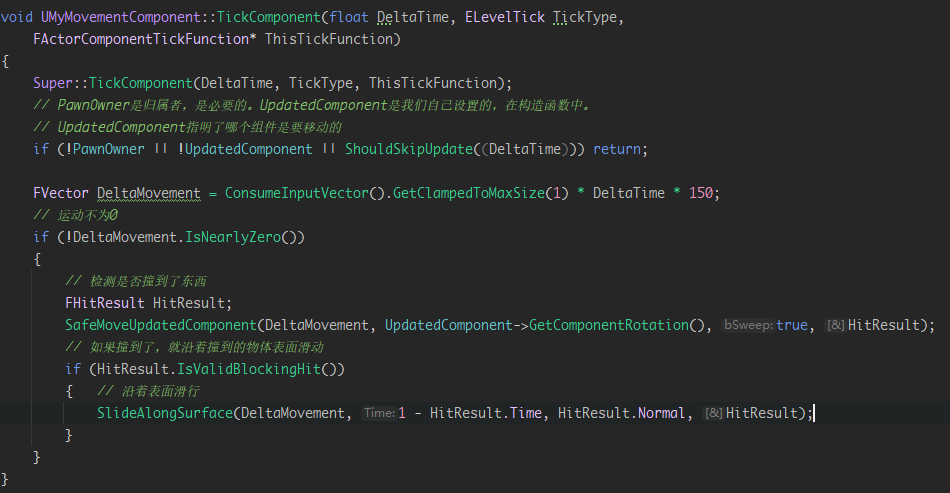 void UMyMovementComponent::TickComponent(float DeltaTime, ELevelTick TickType,
    FActorComponentTickFunction* ThisTickFunction)
{
    Super::TickComponent(DeltaTime, TickType, ThisTickFunction);
    // PawnOwner是归属者，是必要的。UpdatedComponent是我们自己设置的，在构造函数中。
    // UpdatedComponent指明了哪个组件是要移动的
    if (!PawnOwner || !UpdatedComponent || ShouldSkipUpdate((DeltaTime))) return;

    FVector DeltaMovement = ConsumeInputVector().GetClampedToMaxSize(1) * DeltaTime * 150;
    // 运动不为0
    if (!DeltaMovement.IsNearlyZero())
    {
        // 检测是否撞到了东西
        FHitResult HitResult;
        SafeMoveUpdatedComponent(DeltaMovement, UpdatedComponent->GetComponentRotation(), bSweep: true, [&] HitResult);
        // 如果撞到了，就沿着撞到的物体表面滑动
        if (HitResult.IsValidBlockingHit())
        {   // 沿着表面滑行
            SlideAlongSurface(DeltaMovement, Time: 1 - HitResult.Time, HitResult.Normal, [&] HitResult);
        }
    }
}